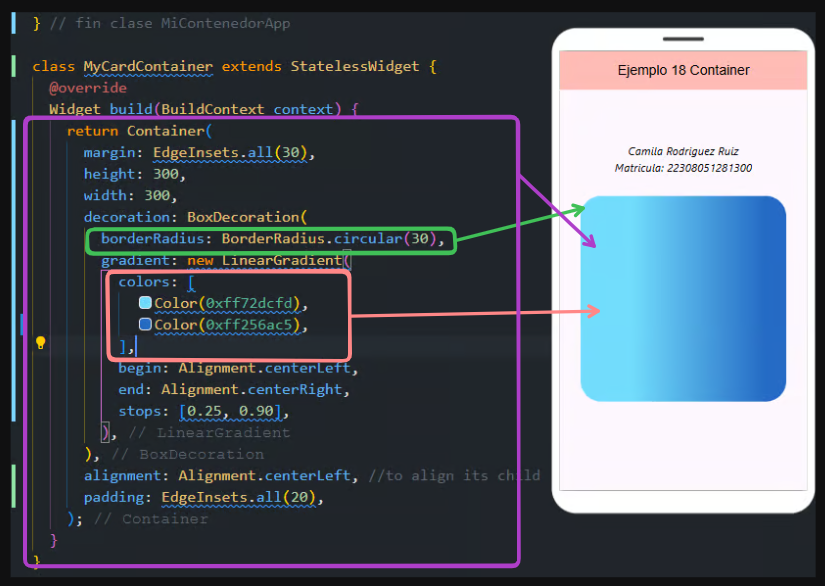 } // fin clase MiContenedorApp
class MyCardContainer extends StatelessWidget {
@override
Widget build(BuildContext context) {
return Container(
margin: EdgeInsets.all(30),
height: 300,
width: 300,
decoration: BoxDecoration(
borderRadius: BorderRadius.circular(30),
gradient: new LinearGradient(
colors: [
Color(0xff72dcfd),
Color(0xff256ac5),
],
begin: Alignment.centerLeft,
end: Alignment.centerRight,
stops: [0.25, 0.90],
), // LinearGradient
), // BoxDecoration
alignment: Alignment.centerLeft, //to align its child
padding: EdgeInsets.all(20),
); // Container
}
}
Ejemplo 18 Container
Camila Rodriguez Ruiz
Matricula: 22308051281300